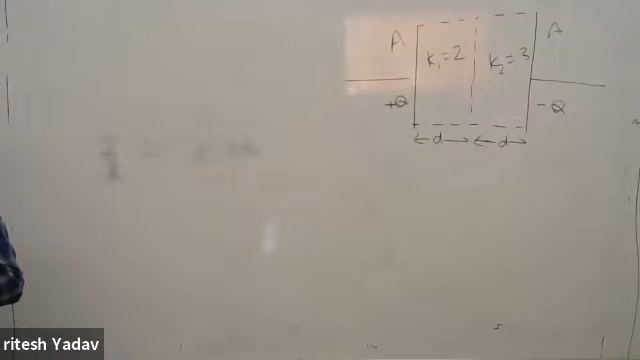 A A
K₁=2 K₂=3
+Q -Q
←d→ ←d→
ritesh Yadav